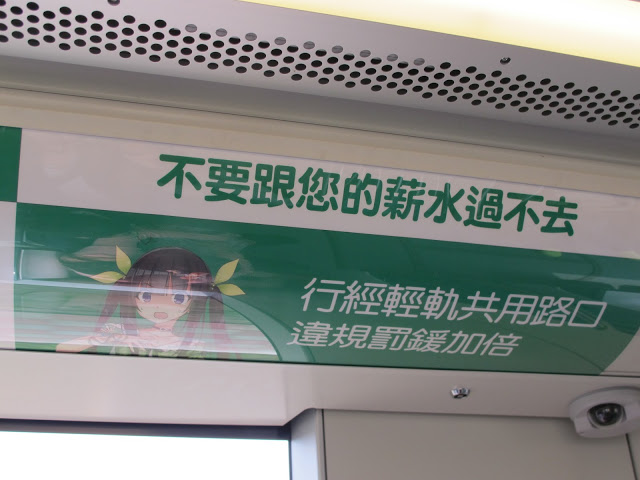 不要跟您的薪水過不去
行經輕軌共用路口
違規罰鍰加倍